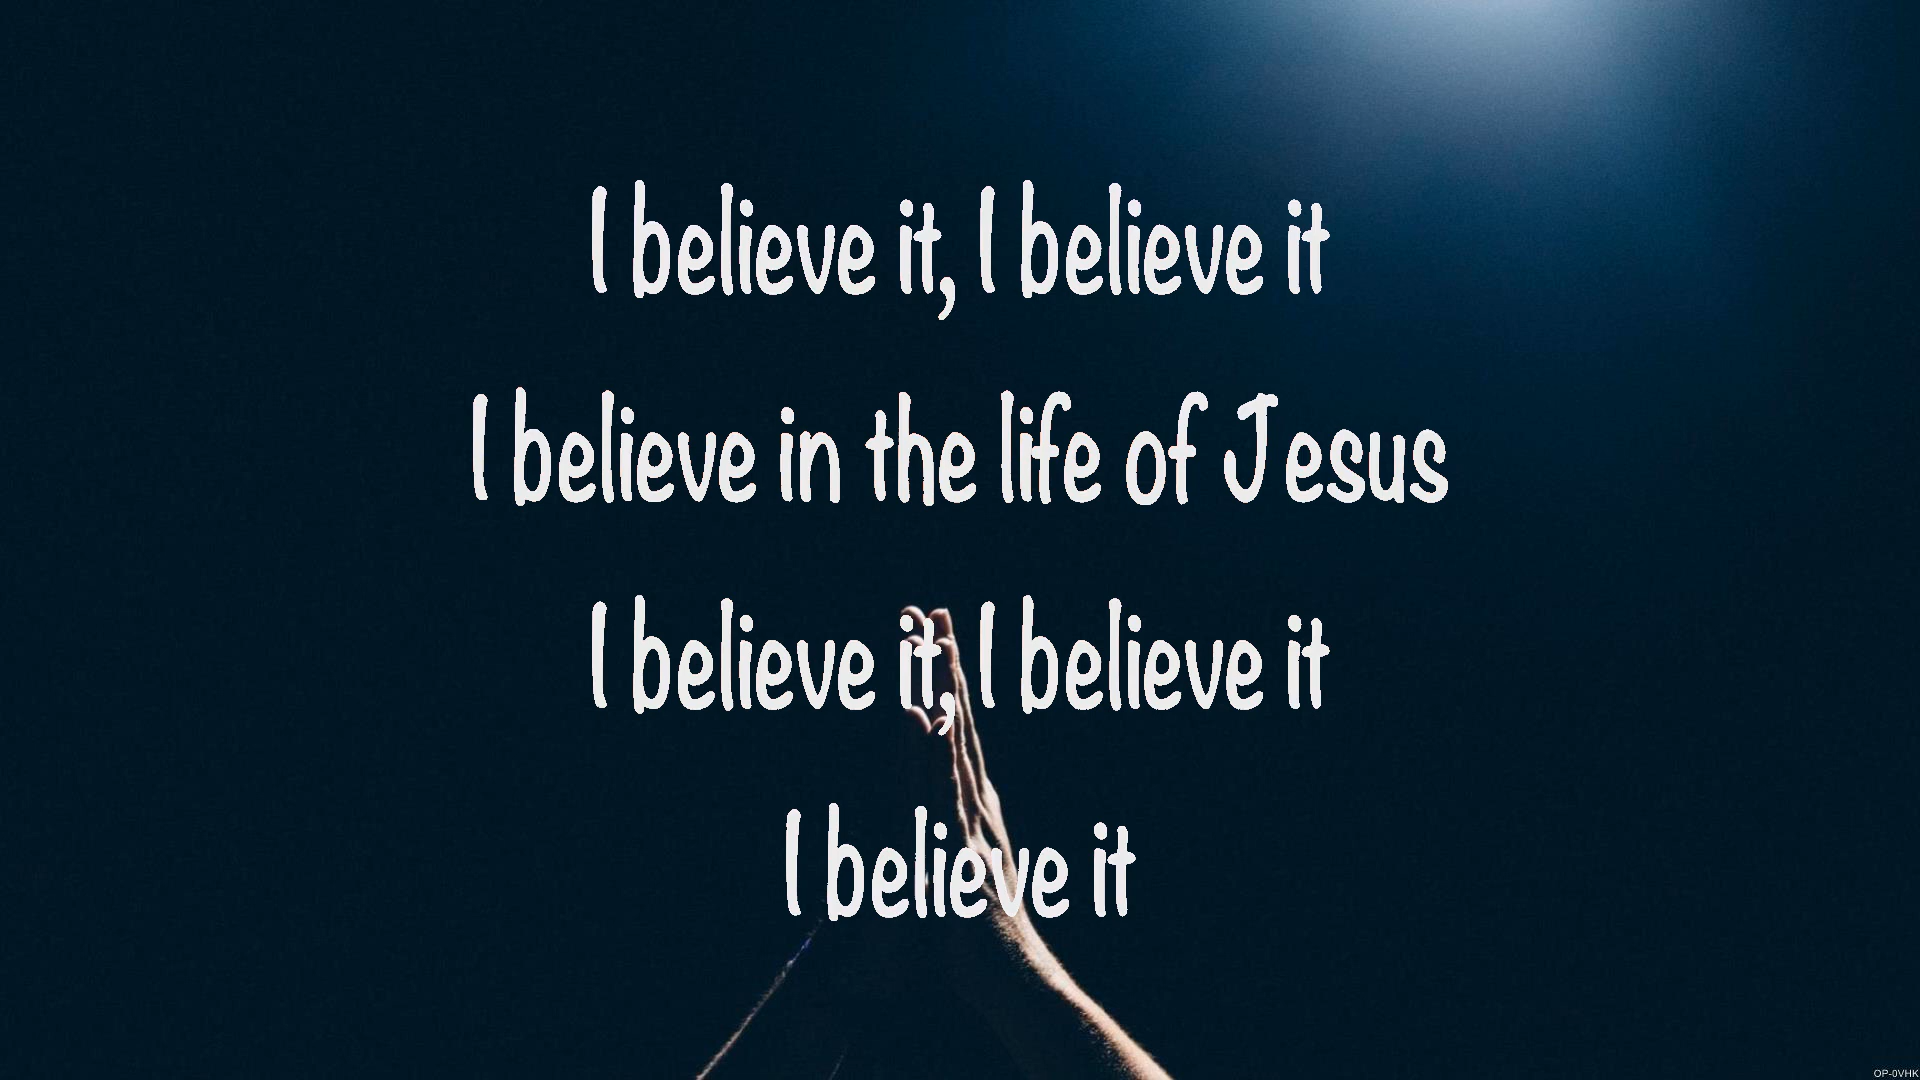 I believe it, I believe it
I believe in the life of Jesus
I believe it, I believe it
I believe it
OP-0VHK